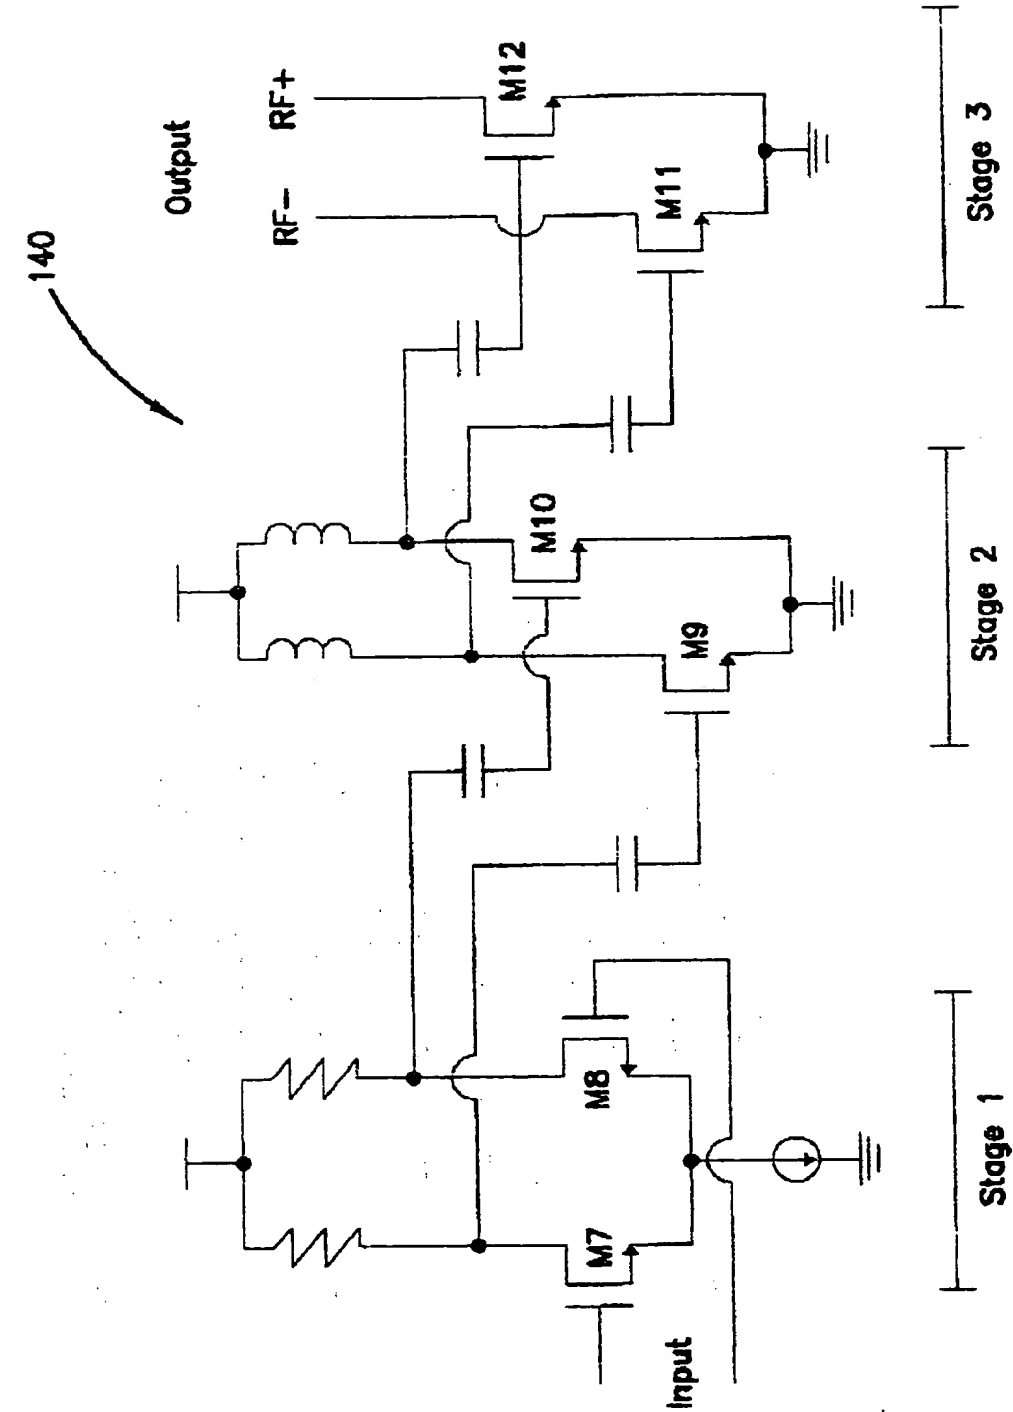 140
Output
RF− RF+
M12
M11
M10
M9
M8
M7
Input
Stage 1 Stage 2 Stage 3